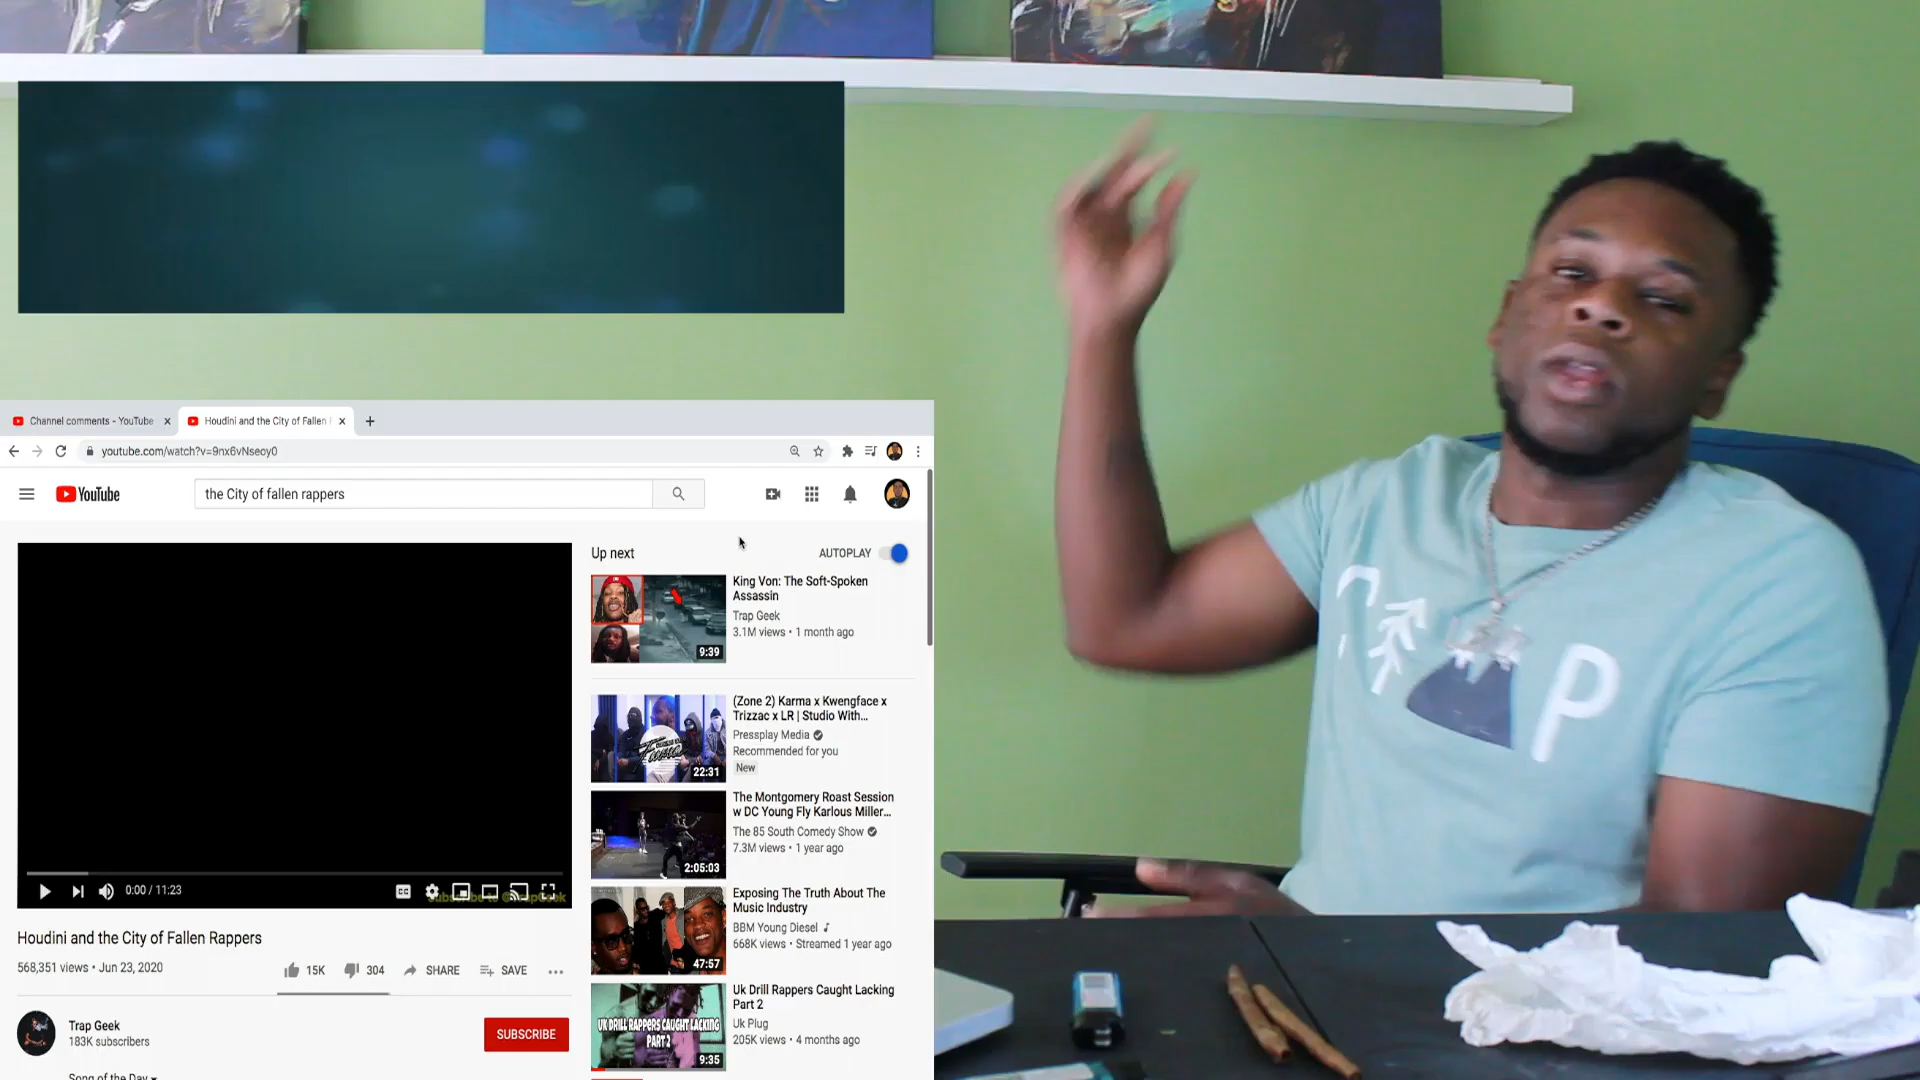 Channel comments - YouTube
Houdini and the City of Fallen
youtube.com/watch?v=9nx6vNseoy0
YouTube
the City of fallen rappers
Up next
AUTOPLAY
King Von: The Soft-Spoken
Assassin
Trap Geek
3.1M views • 1 month ago
9:39
(Zone 2) Karma x Kwengface x
Trizzac x LR | Studio With...
Pressplay Media
Recommended for you
New
22:31
The Montgomery Roast Session
w DC Young Fly Karlous Miller...
The 85 South Comedy Show
7.3M views • 1 year ago
2:05:03
Exposing The Truth About The
Music Industry
BBM Young Diesel
668K views • Streamed 1 year ago
47:57
Uk Drill Rappers Caught Lacking
Part 2
Uk Plug
205K views • 4 months ago
UK DRILL RAPPERS CAUGHT LACKING
PART 2
9:35
0:00 / 11:23
CC
Subscribe to @TrapGeek
Houdini and the City of Fallen Rappers
568,351 views • Jun 23, 2020
15K
304
SHARE
SAVE
Trap Geek
183K subscribers
SUBSCRIBE
Song of the Day
P